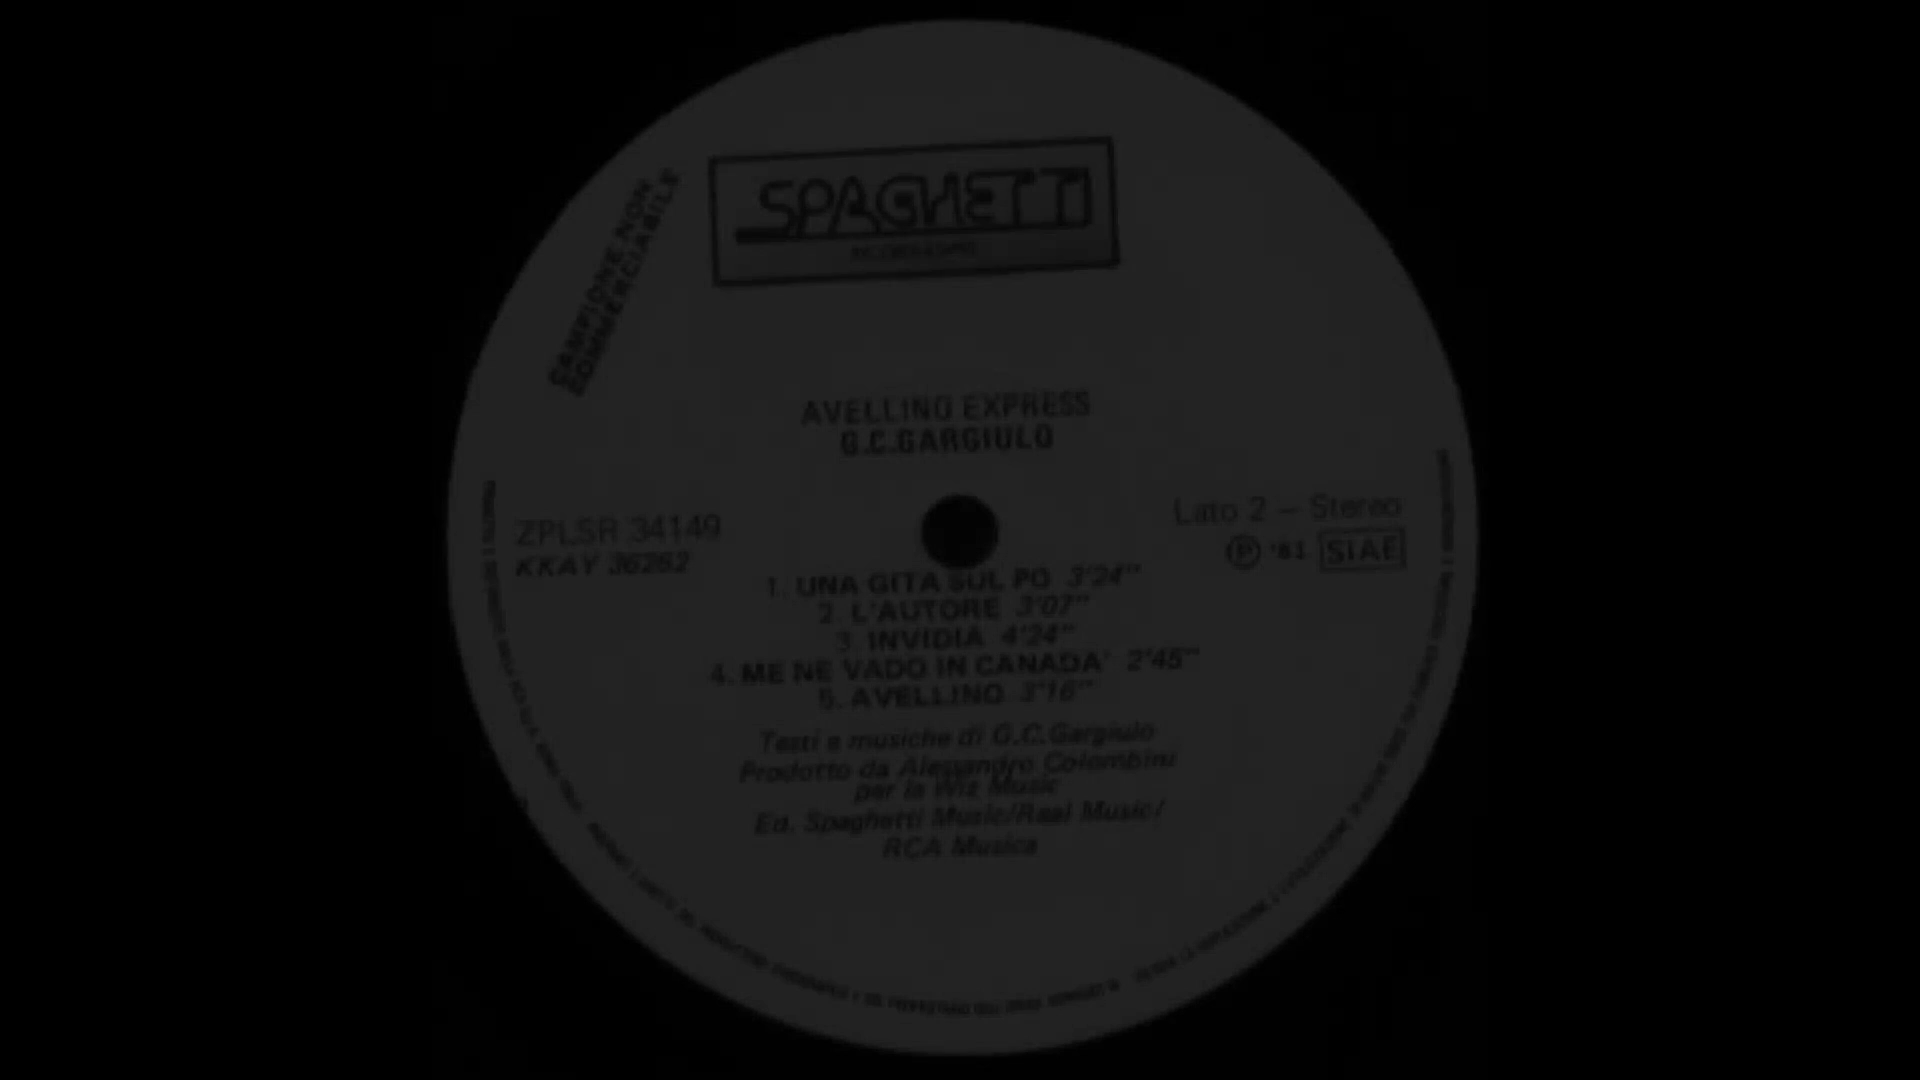 CAMPIONE NON
COMMERCIABILE
SPAGHETTI
AVELLINO EXPRESS
G.C.GARGIULO
ZPLSR 34149
KKAY 36262
Lato 2 – Stereo
Ⓟ '81 SIAE
1. UNA GITA SUL PO 3'24"
2. L'AUTORE 3'07"
3. INVIDIA 4'24"
4. ME NE VADO IN CANADA' 2'45"
5. AVELLINO 3'16"
Testi e musiche di G.C.Gargiulo
Prodotto da Alessandro Colombini
per la Wiz Music
Ed. Spaghetti Music/Real Music/
RCA Musica